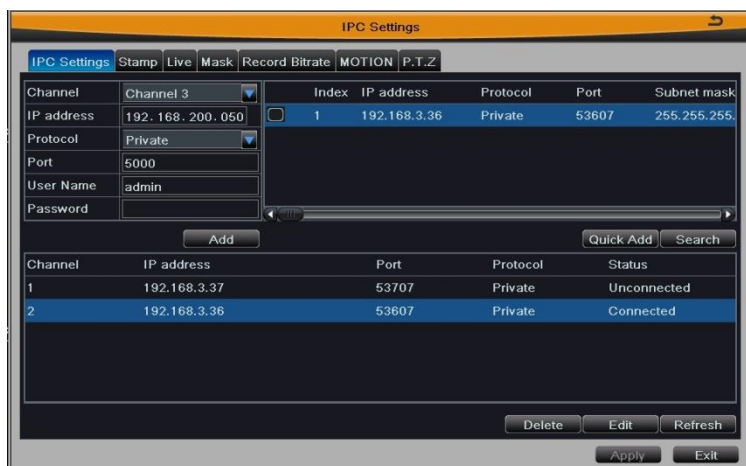 IPC Settings
IPC Settings Stamp Live Mask Record Bitrate MOTION P.T.Z
Channel Channel 3 Index IP address Protocol Port Subnet mask
IP address 192. 168. 200. 050 1 192.168.3.36 Private 53607 255.255.255.
Protocol Private
Port 5000
User Name admin
Password
Add Quick Add Search
Channel IP address Port Protocol Status
1 192.168.3.37 53707 Private Unconnected
2 192.168.3.36 53607 Private Connected
Delete Edit Refresh
Apply Exit